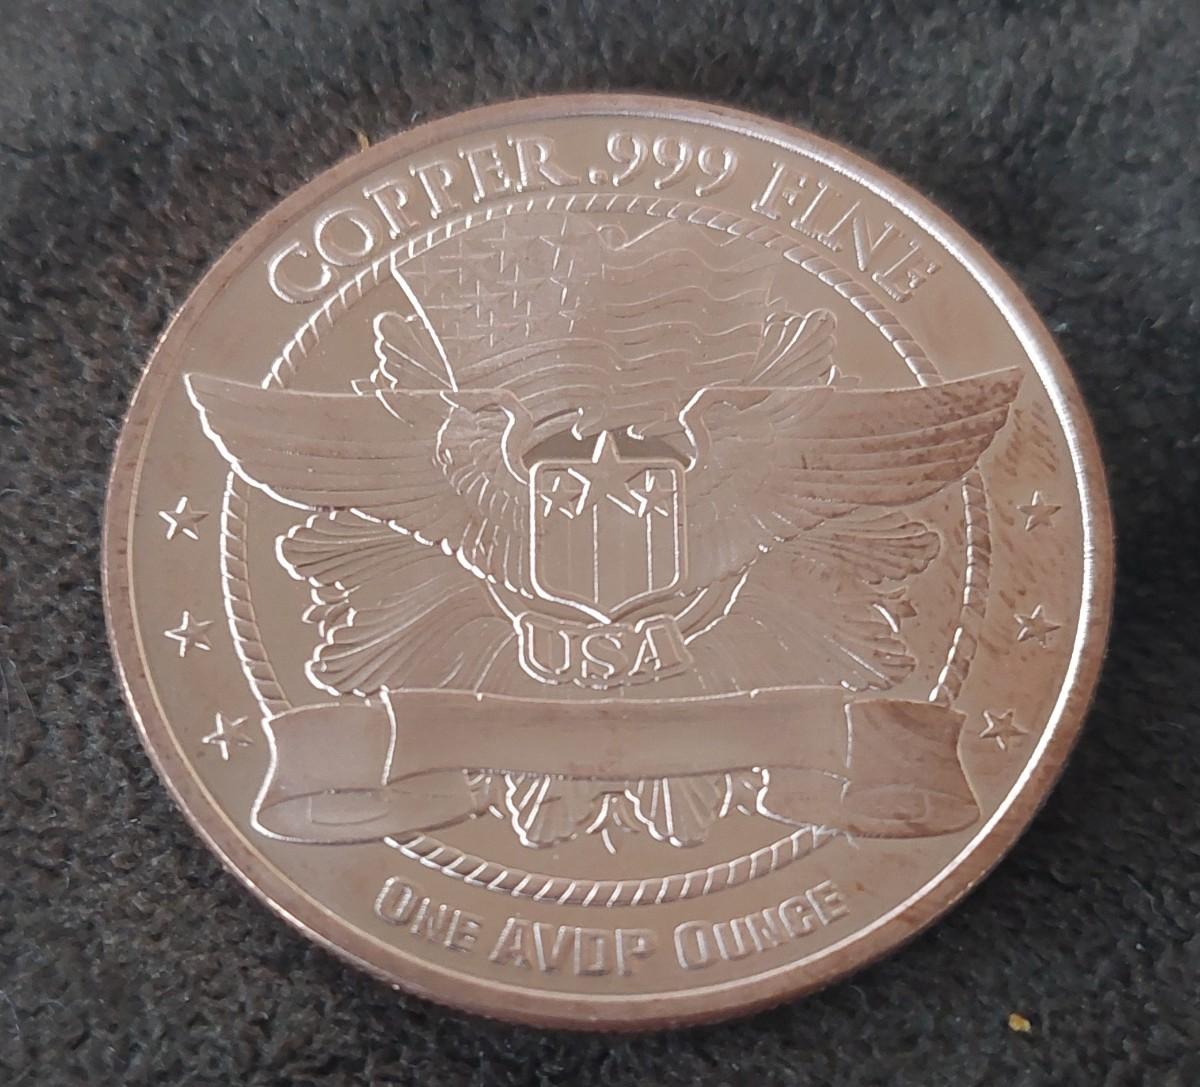 COPPER .999 FINE
USA
ONE AVDP OUNCE